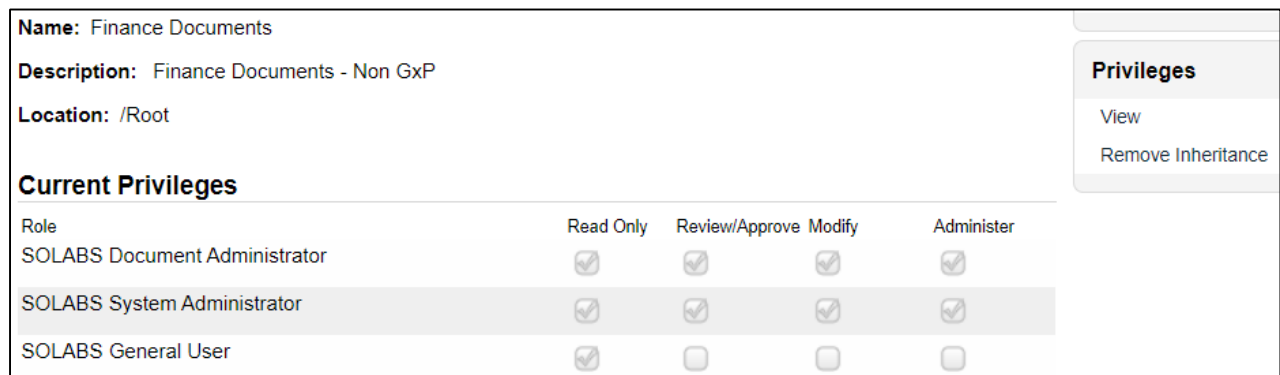 Name: Finance Documents
Description: Finance Documents - Non GxP
Location: /Root
Current Privileges
Role Read Only Review/Approve Modify Administer
SOLABS Document Administrator
SOLABS System Administrator
SOLABS General User
Privileges
View
Remove Inheritance